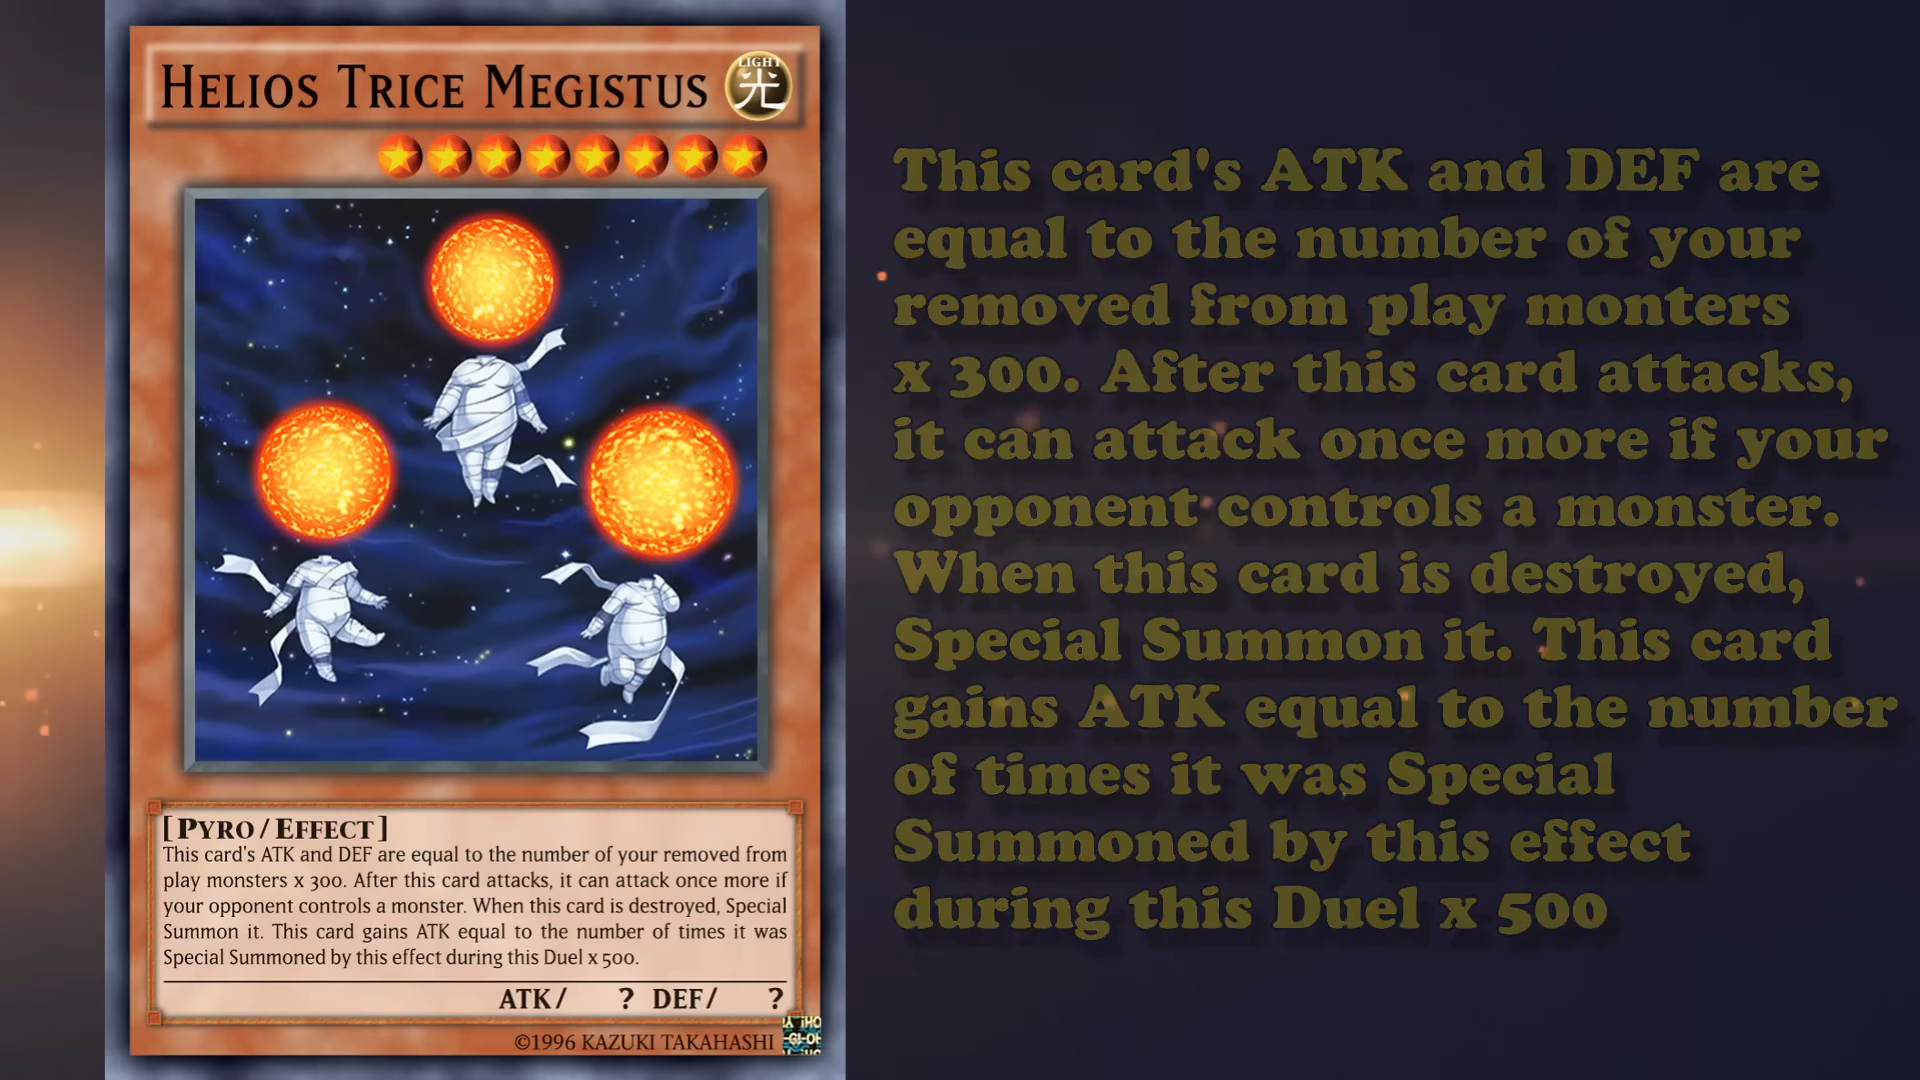 HELIOS TRICE MEGISTUS
LIGHT
光
[PYRO/EFFECT]
This card's ATK and DEF are equal to the number of your removed from
play monsters x 300. After this card attacks, it can attack once more if
your opponent controls a monster. When this card is destroyed, Special
Summon it. This card gains ATK equal to the number of times it was
Special Summoned by this effect during this Duel x 500.
ATK/ ? DEF/ ?
©1996 KAZUKI TAKAHASHI
This card's ATK and DEF are
equal to the number of your
removed from play monters
x 300. After this card attacks,
it can attack once more if your
opponent controls a monster.
When this card is destroyed,
Special Summon it. This card
gains ATK equal to the number
of times it was Special
Summoned by this effect
during this Duel x 500